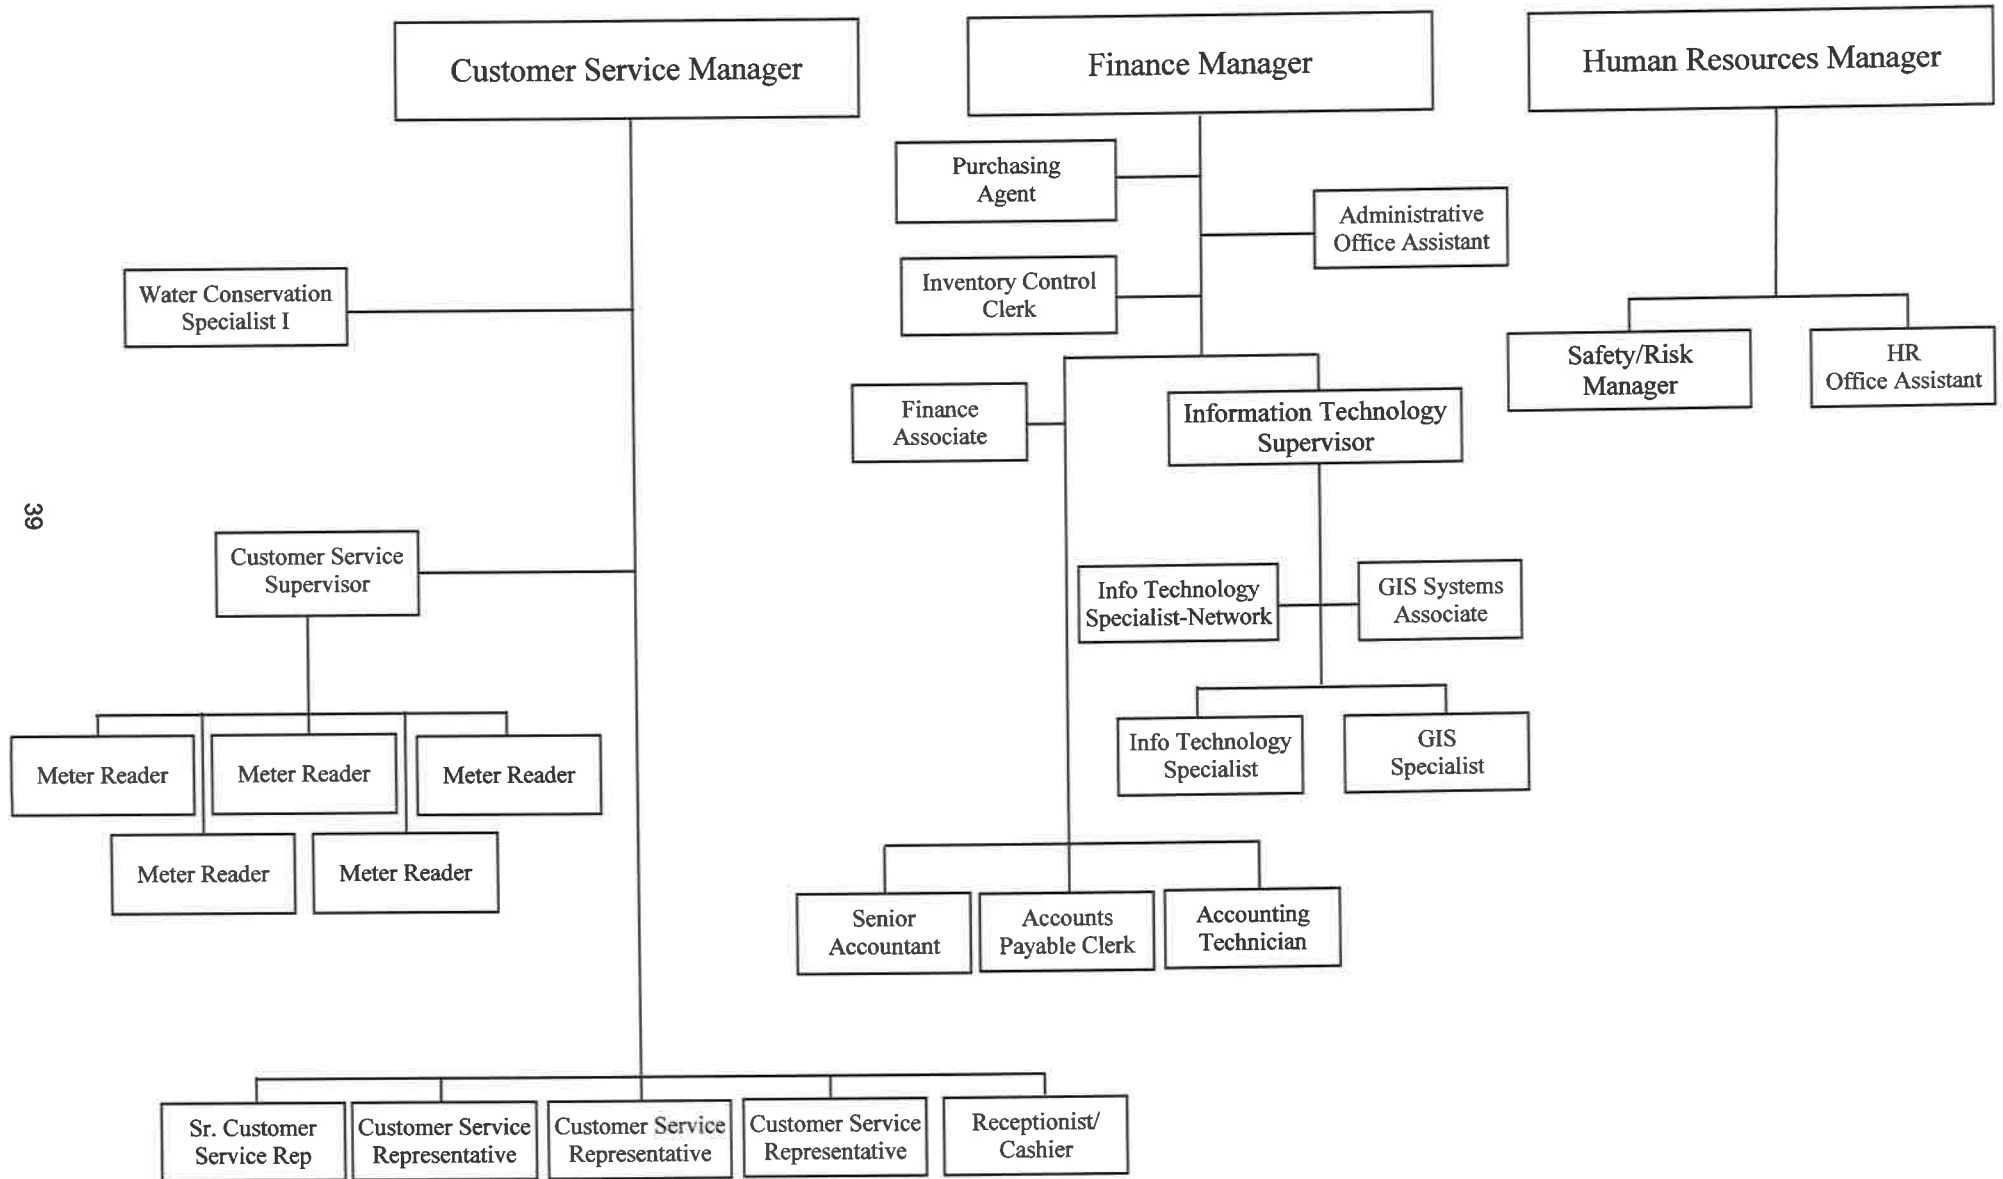 Customer Service Manager
Finance Manager
Human Resources Manager
Purchasing
Agent
Administrative
Office Assistant
Water Conservation
Specialist I
Inventory Control
Clerk
Safety/Risk
Manager
HR
Office Assistant
Finance
Associate
Information Technology
Supervisor
39
Customer Service
Supervisor
Info Technology
Specialist-Network
GIS Systems
Associate
Meter Reader
Meter Reader
Meter Reader
Info Technology
Specialist
GIS
Specialist
Meter Reader
Meter Reader
Senior
Accountant
Accounts
Payable Clerk
Accounting
Technician
Sr. Customer
Service Rep
Customer Service
Representative
Customer Service
Representative
Customer Service
Representative
Receptionist/
Cashier